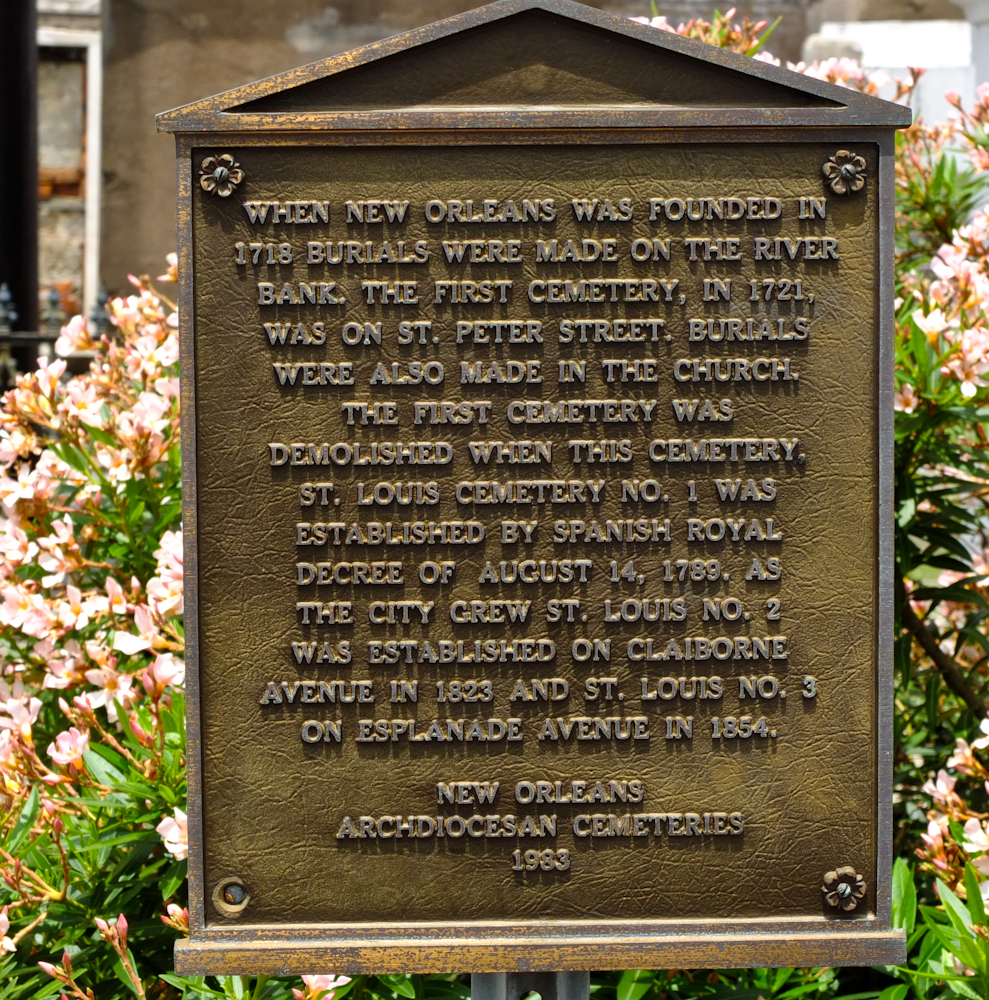 WHEN NEW ORLEANS WAS FOUNDED IN
1718 BURIALS WERE MADE ON THE RIVER
BANK. THE FIRST CEMETERY, IN 1721,
WAS ON ST. PETER STREET. BURIALS
WERE ALSO MADE IN THE CHURCH.
THE FIRST CEMETERY WAS
DEMOLISHED WHEN THIS CEMETERY,
ST. LOUIS CEMETERY NO. 1 WAS
ESTABLISHED BY SPANISH ROYAL
DECREE OF AUGUST 14, 1789. AS
THE CITY GREW ST. LOUIS NO. 2
WAS ESTABLISHED ON CLAIBORNE
AVENUE IN 1823 AND ST. LOUIS NO. 3
ON ESPLANADE AVENUE IN 1854.
NEW ORLEANS
ARCHDIOCESAN CEMETERIES
1983